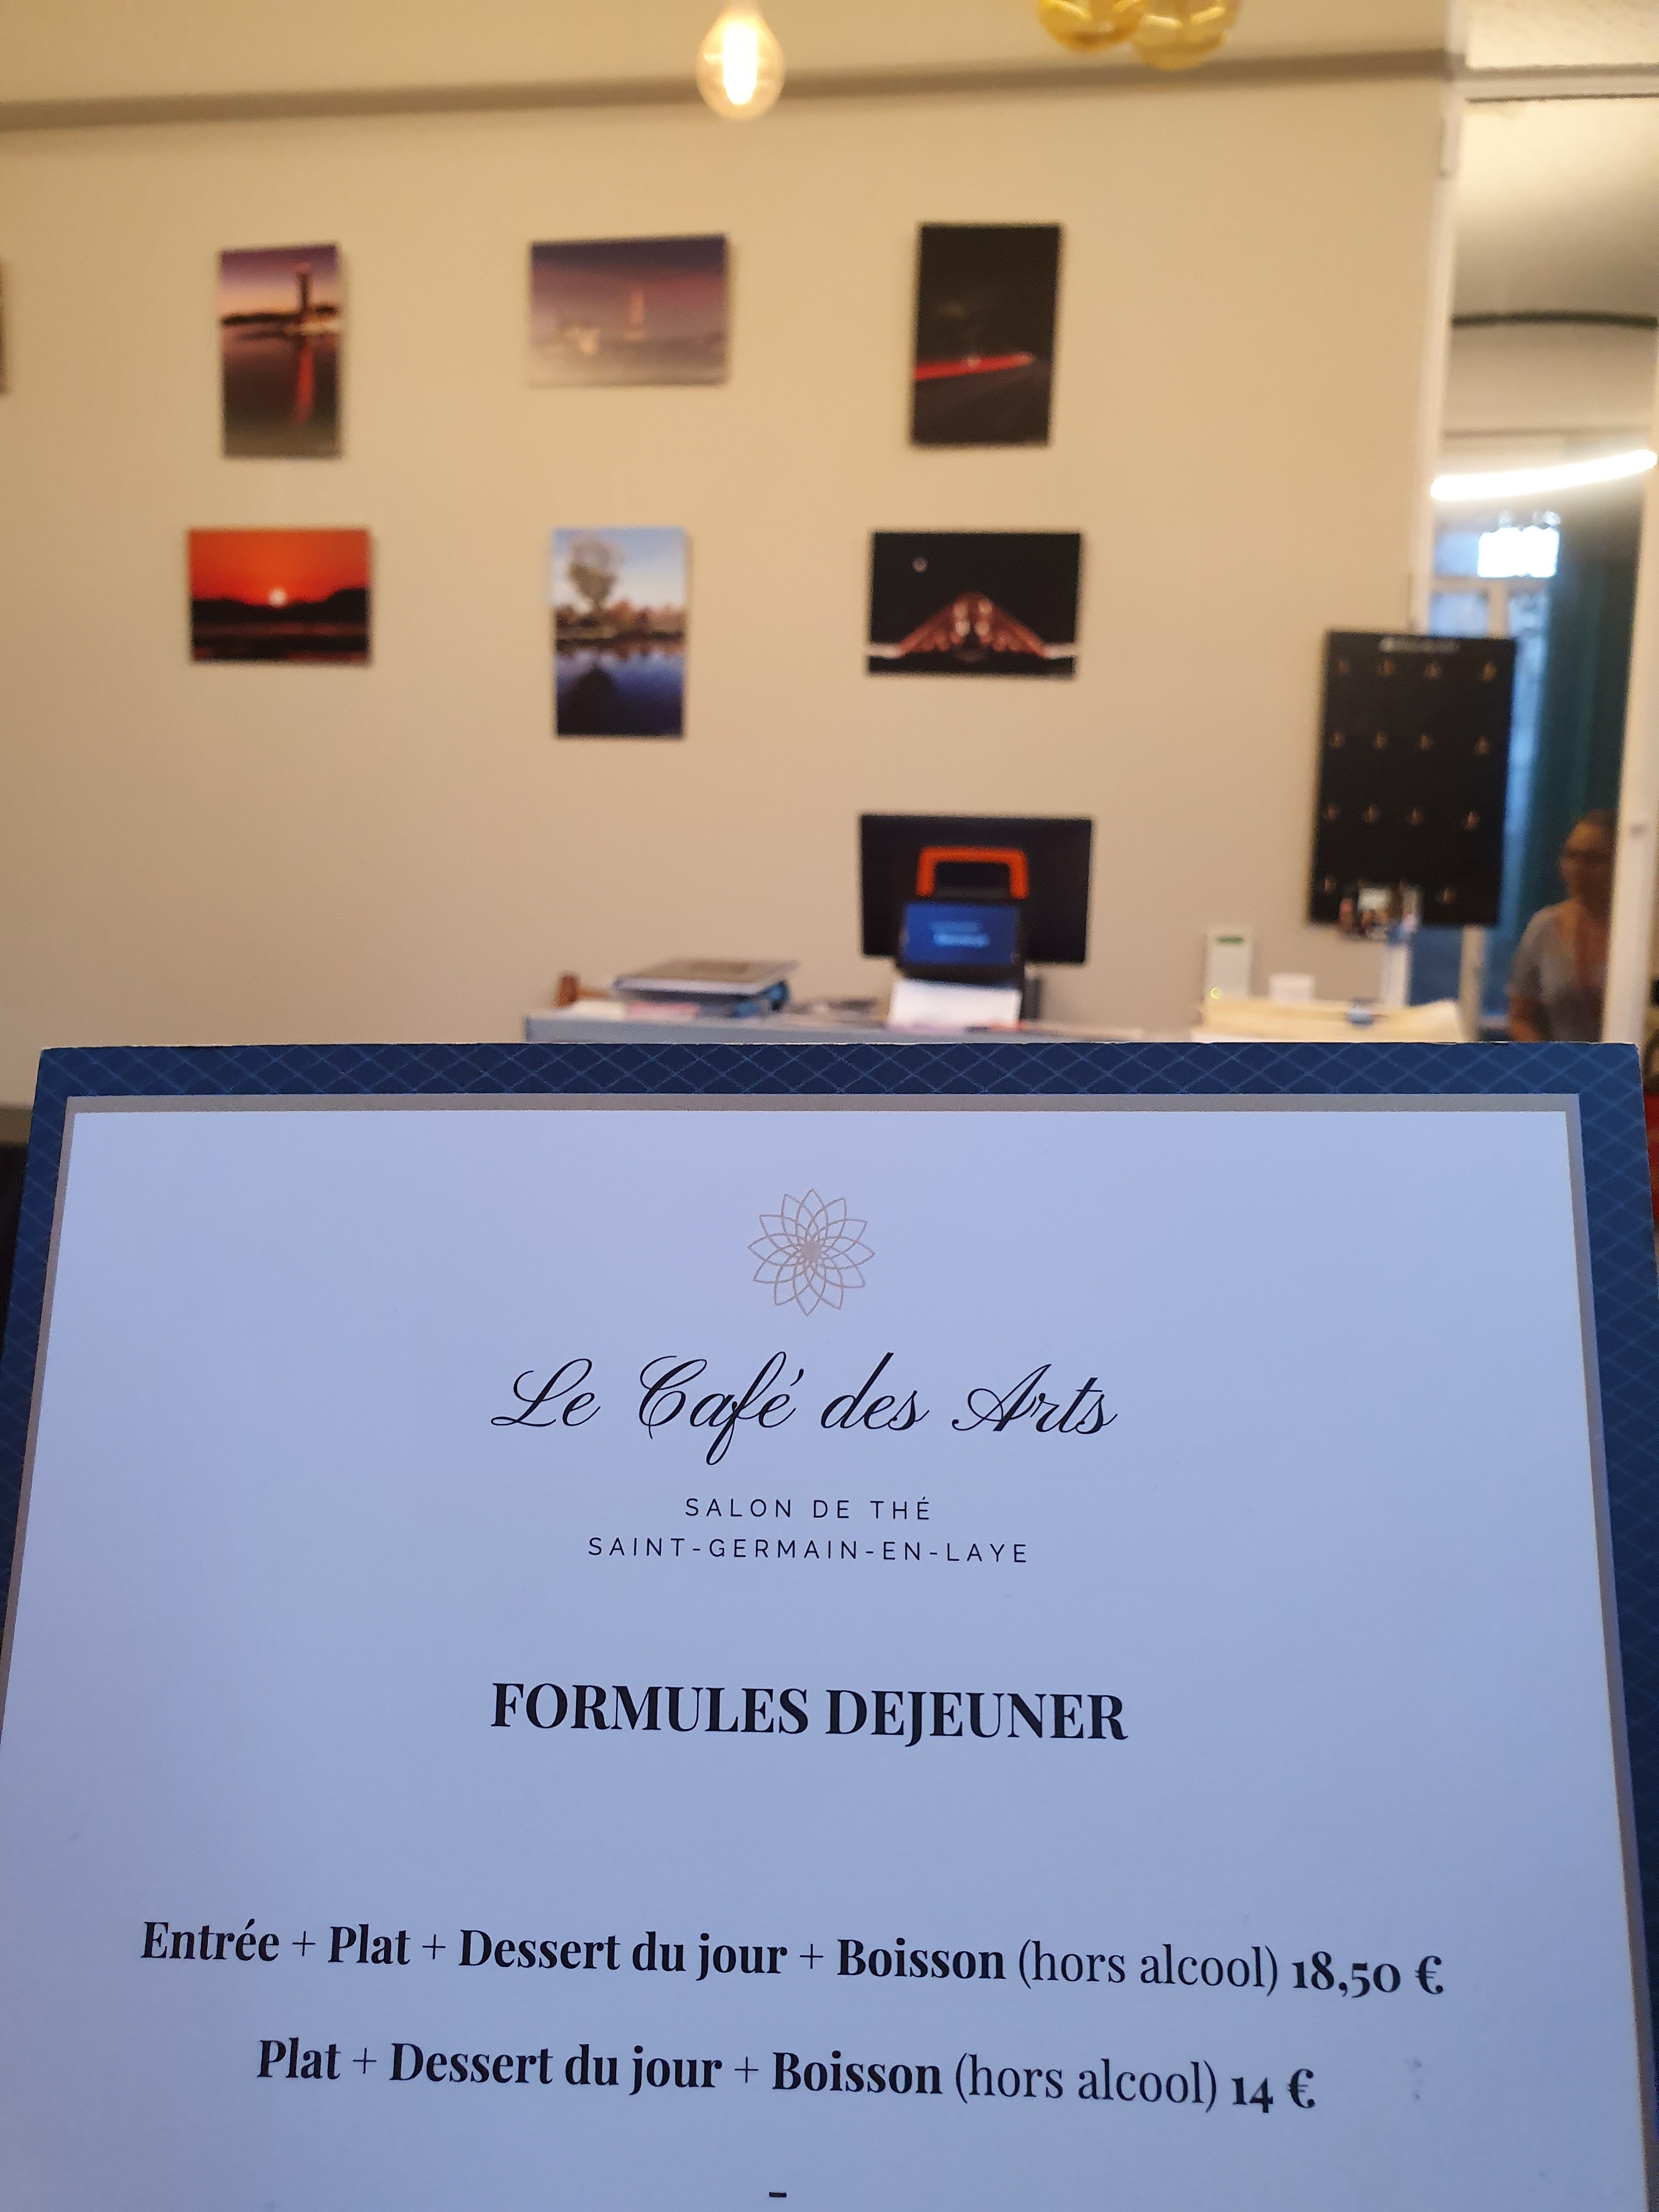 Le Café des Arts
SALON DE THÉ
SAINT-GERMAIN-EN-LAYE
FORMULES DEJEUNER
Entrée + Plat + Dessert du jour + Boisson (hors alcool) 18,50 €
Plat + Dessert du jour + Boisson (hors alcool) 14 €
-